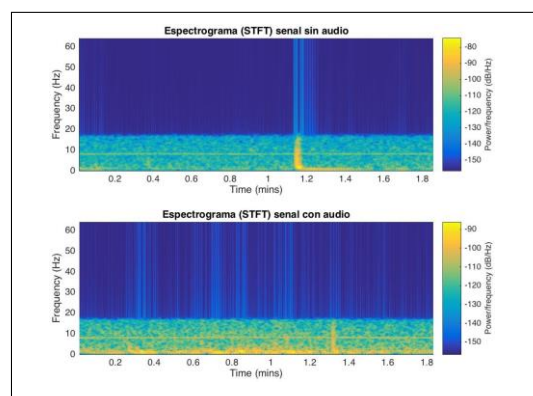 Espectrograma (STFT) senal sin audio
60
50
40
30
20
10
0
Frequency (Hz)
0.2 0.4 0.6 0.8 1 1.2 1.4 1.6 1.8
Time (mins)
-80
-90
-100
-110
-120
-130
-140
-150
Power/frequency (dB/Hz)
Espectrograma (STFT) senal con audio
60
50
40
30
20
10
0
Frequency (Hz)
0.2 0.4 0.6 0.8 1 1.2 1.4 1.6 1.8
Time (mins)
-90
-100
-110
-120
-130
-140
-150
Power/frequency (dB/Hz)